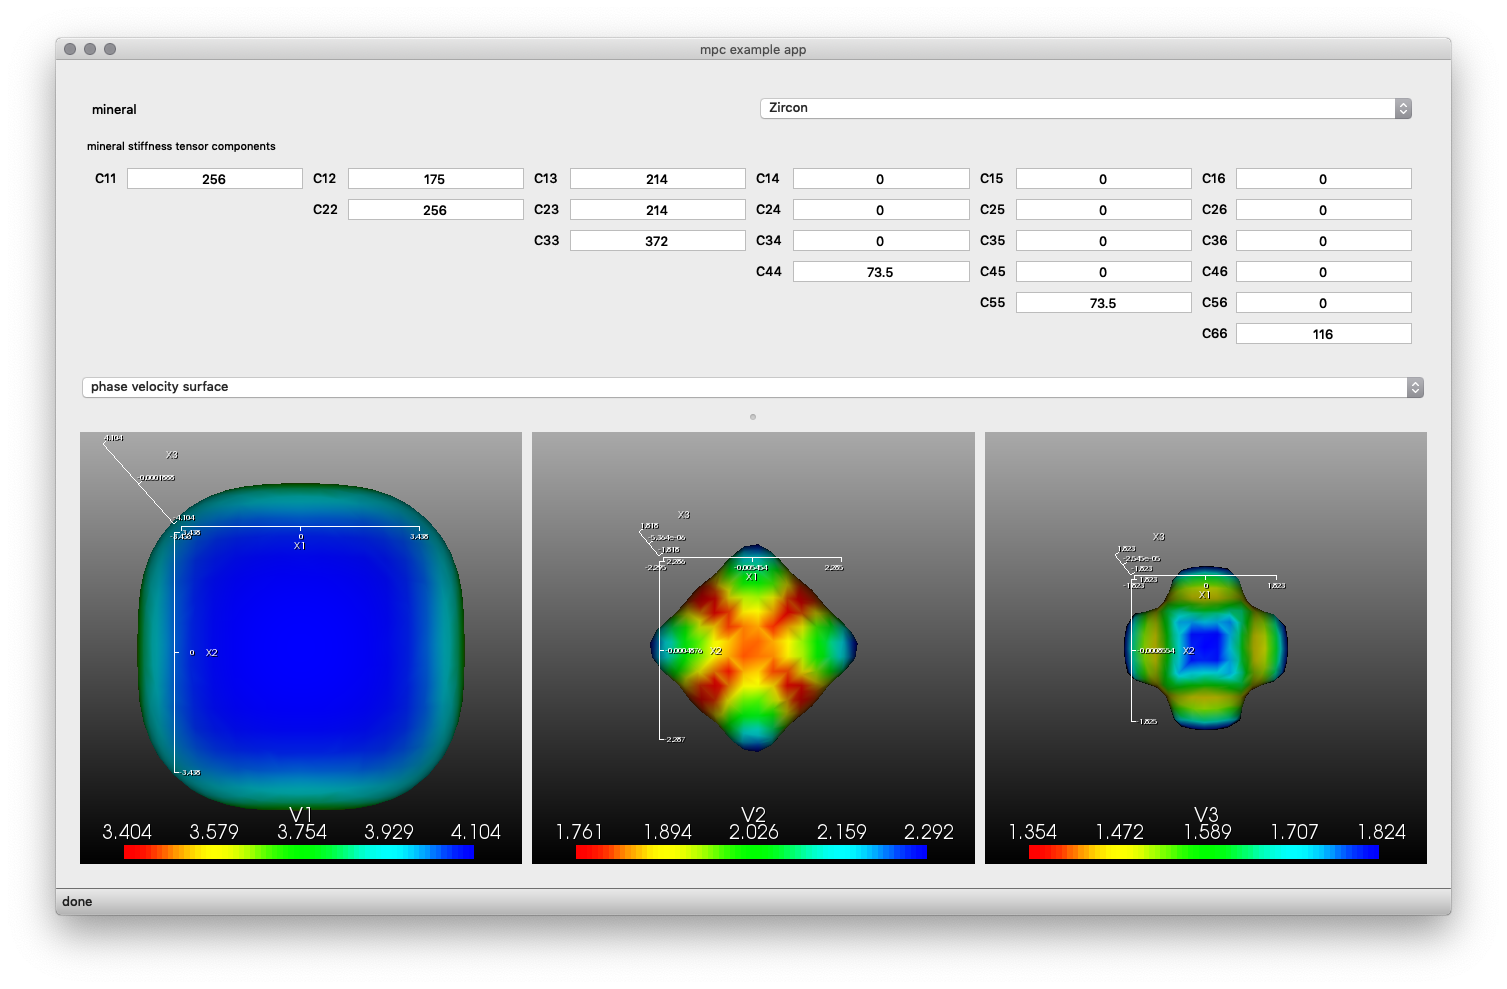 mpc example app
mineral Zircon
mineral stiffness tensor components
C11 256 C12 175 C13 214 C14 0 C15 0 C16 0
C22 256 C23 214 C24 0 C25 0 C26 0
C33 372 C34 0 C35 0 C36 0
C44 73.5 C45 0 C46 0
C55 73.5 C56 0
C66 116
phase velocity surface
4.104
X3
-0.0001888
-4.104
3.438
0
3.438
X1
0 X2
3.438
V1
3.404 3.579 3.754 3.929 4.104
X3
1.818
-5.364e-06
-1.818
-2.295
2.286
-0.005454
2.285
X1
-0.0004876 X2
-2.287
V2
1.761 1.894 2.026 2.159 2.292
X3
1.823
-2.545e-05
-1.823
1.823
-1.823
0
1.823
X1
-0.0008554 X2
-1.825
V3
1.354 1.472 1.589 1.707 1.824
done